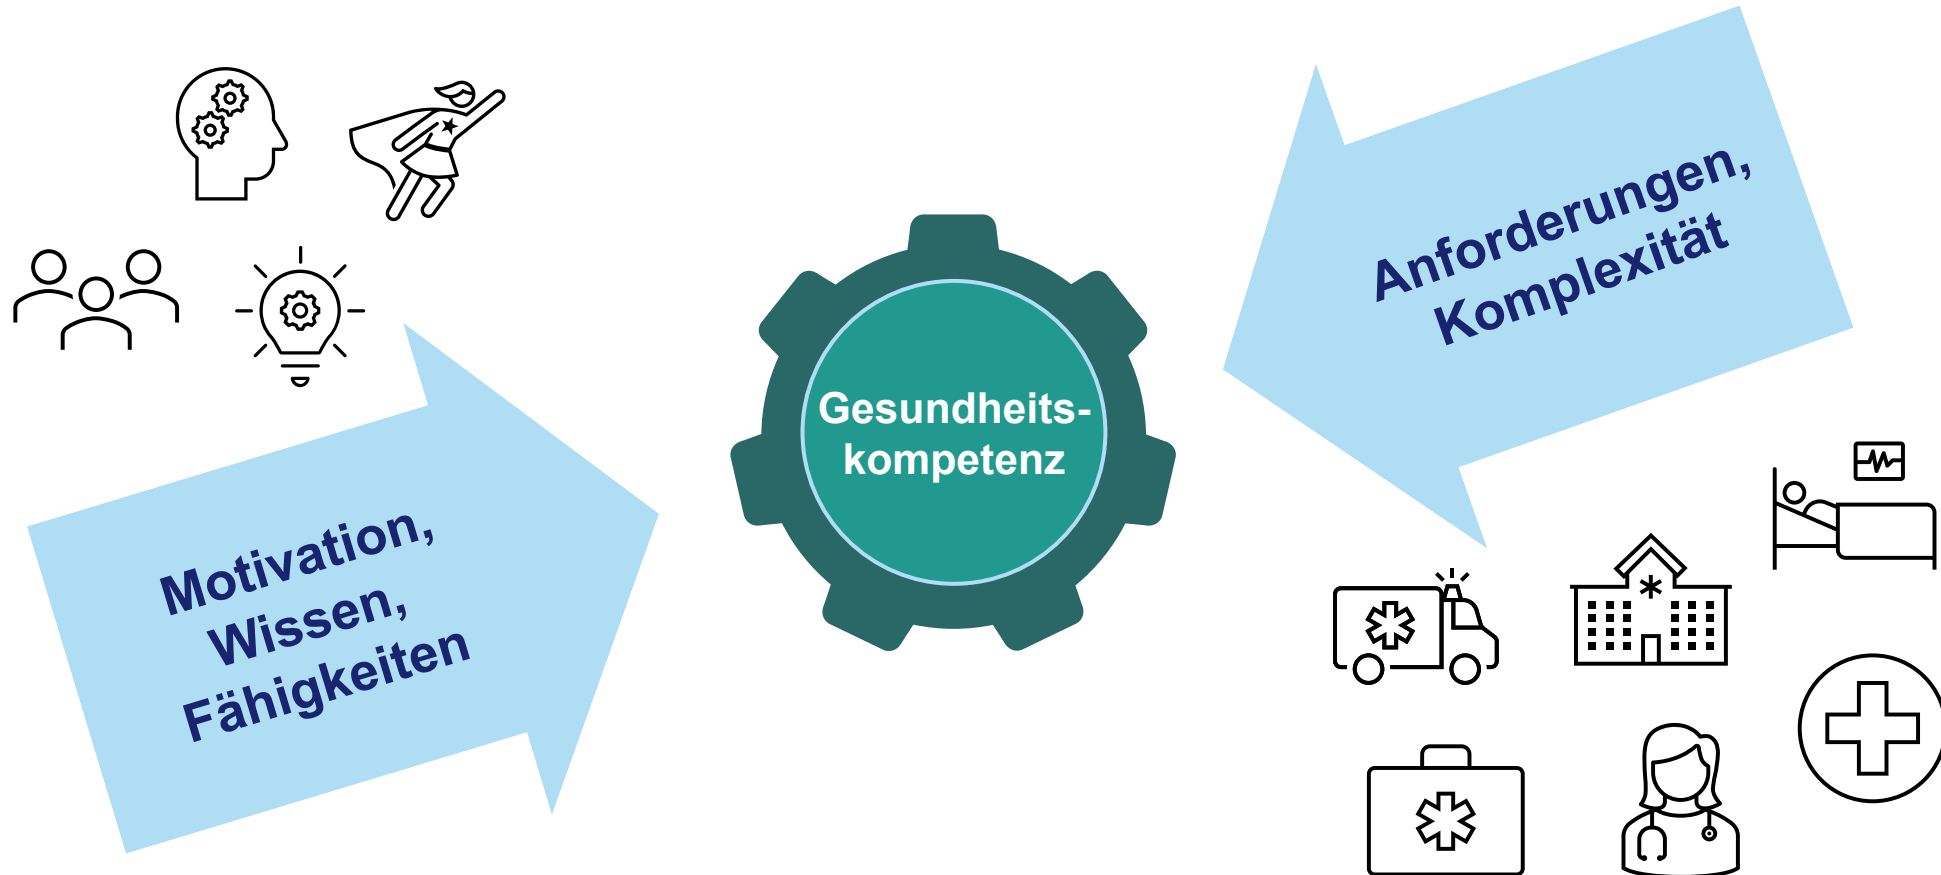 Motivation,
Wissen,
Fähigkeiten
Gesundheits-
kompetenz
Anforderungen,
Komplexität